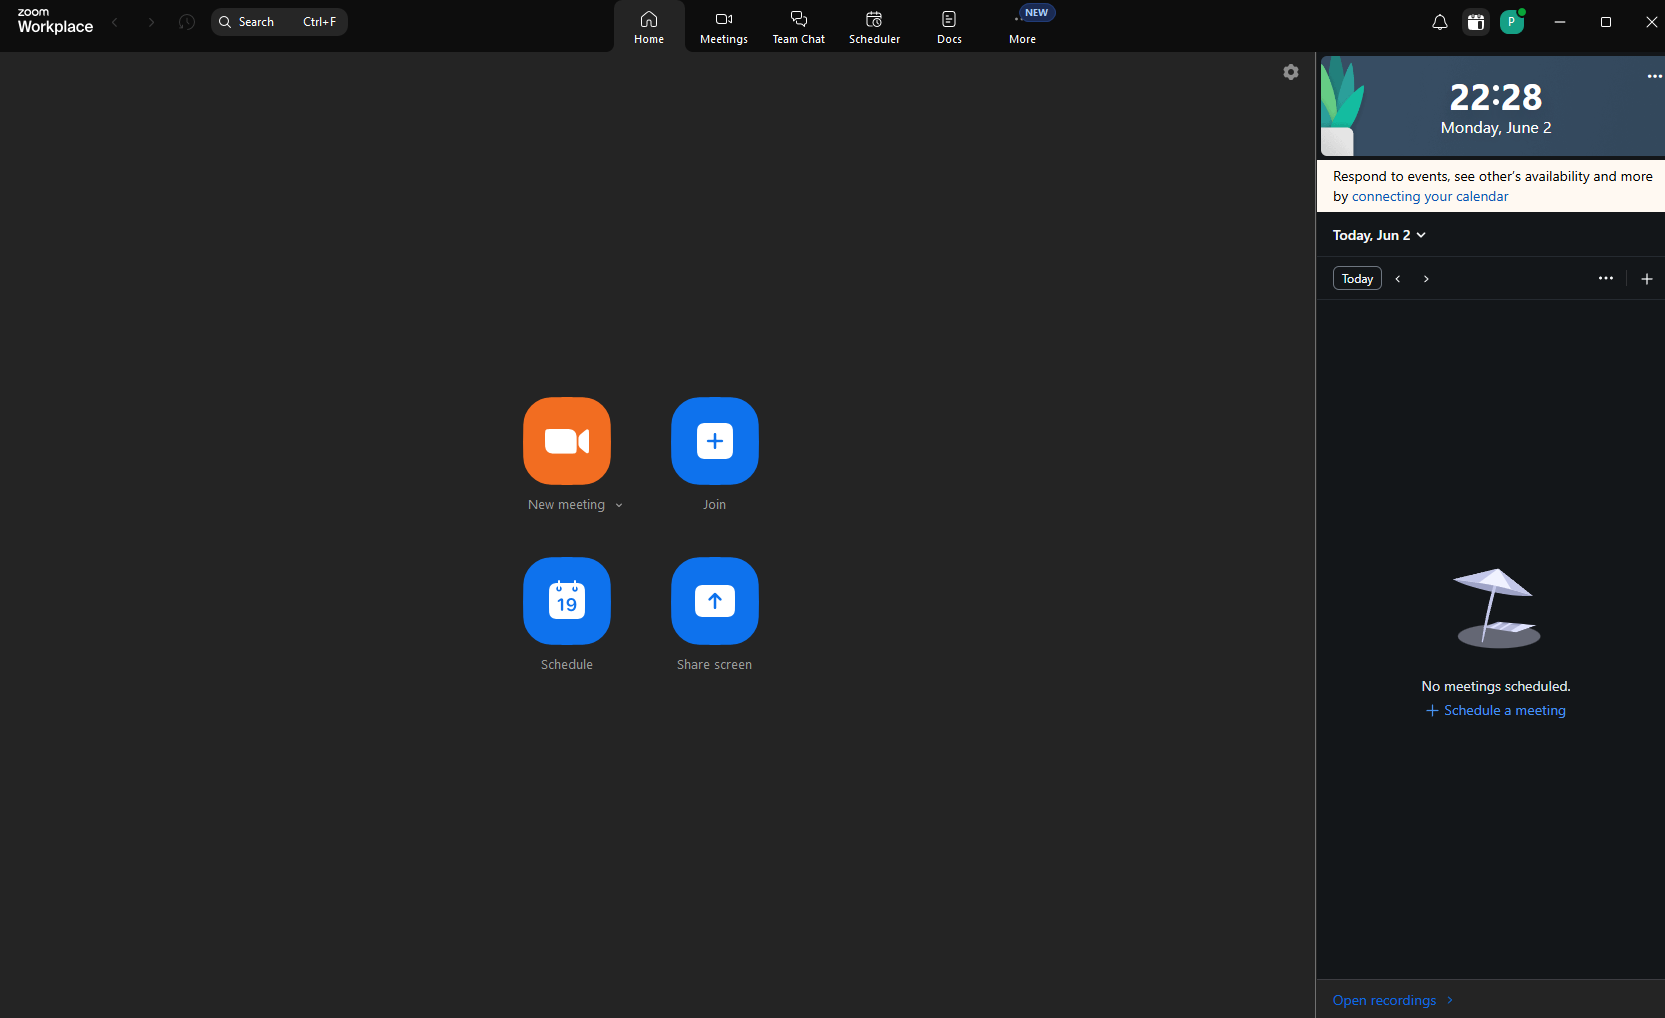 zoom
Workplace
Search Ctrl+F
Home
Meetings
Team Chat
Scheduler
Docs
NEW
More
P
22:28
Monday, June 2
Respond to events, see other's availability and more
by connecting your calendar
Today, Jun 2
Today
New meeting
Join
19
Schedule
Share screen
No meetings scheduled.
+ Schedule a meeting
Open recordings